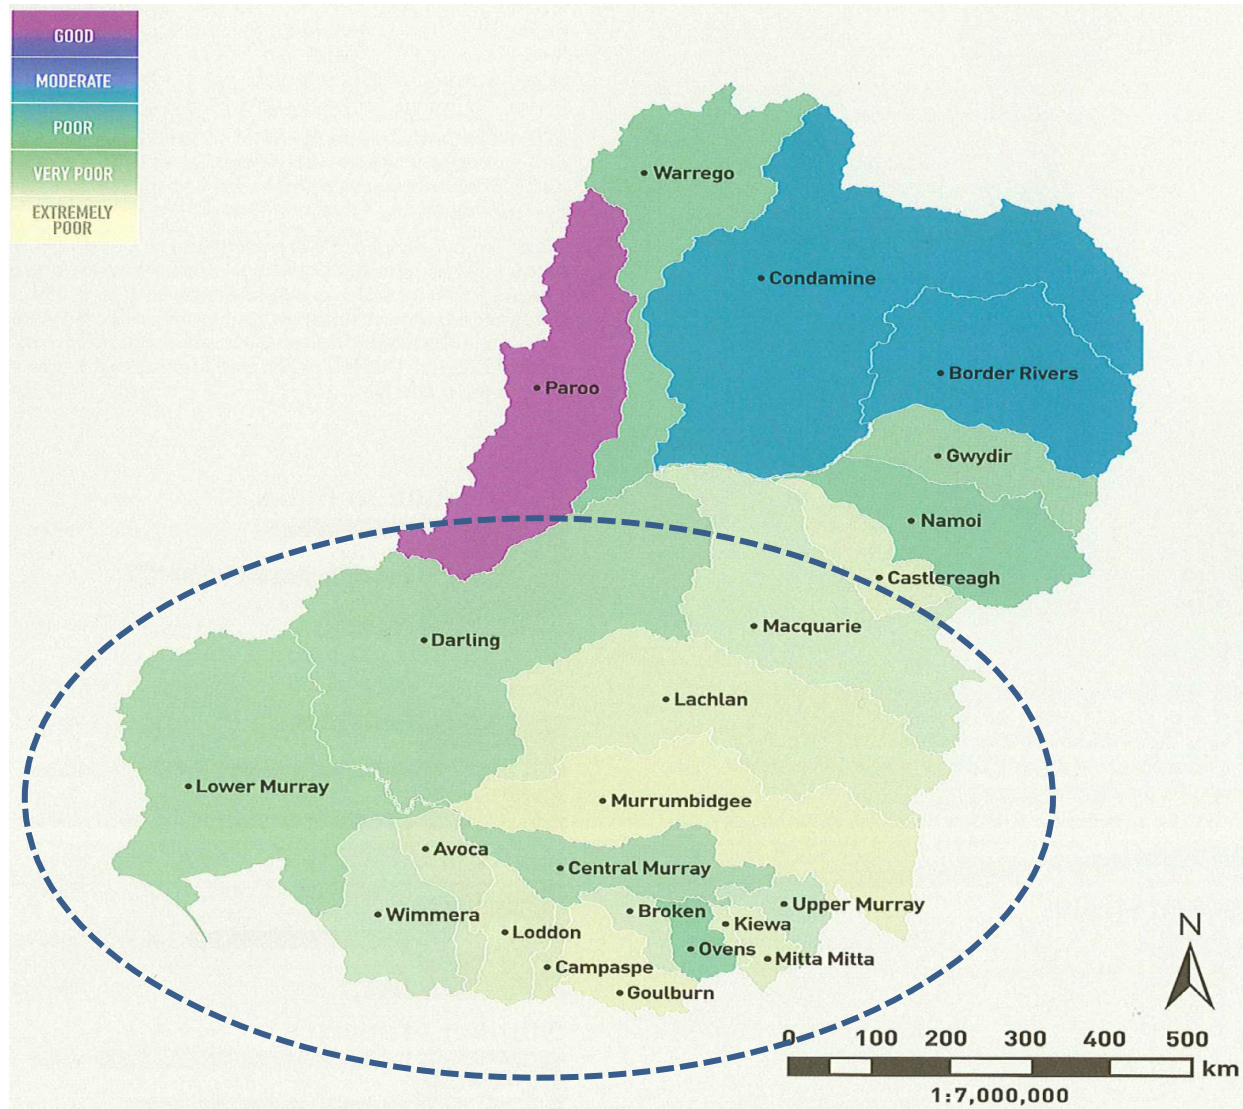 GOOD
MODERATE
POOR
VERY POOR
EXTREMELY
POOR
Warrego
Condamine
Paroo
Border Rivers
Gwydir
Namoi
Castlereagh
Macquarie
Darling
Lachlan
Lower Murray
Murrumbidgee
Avoca
Central Murray
Wimmera
Broken
Upper Murray
Loddon
Kiewa
Ovens
Mitta Mitta
Campaspe
Goulburn
N
0 100 200 300 400 500
km
1:7,000,000